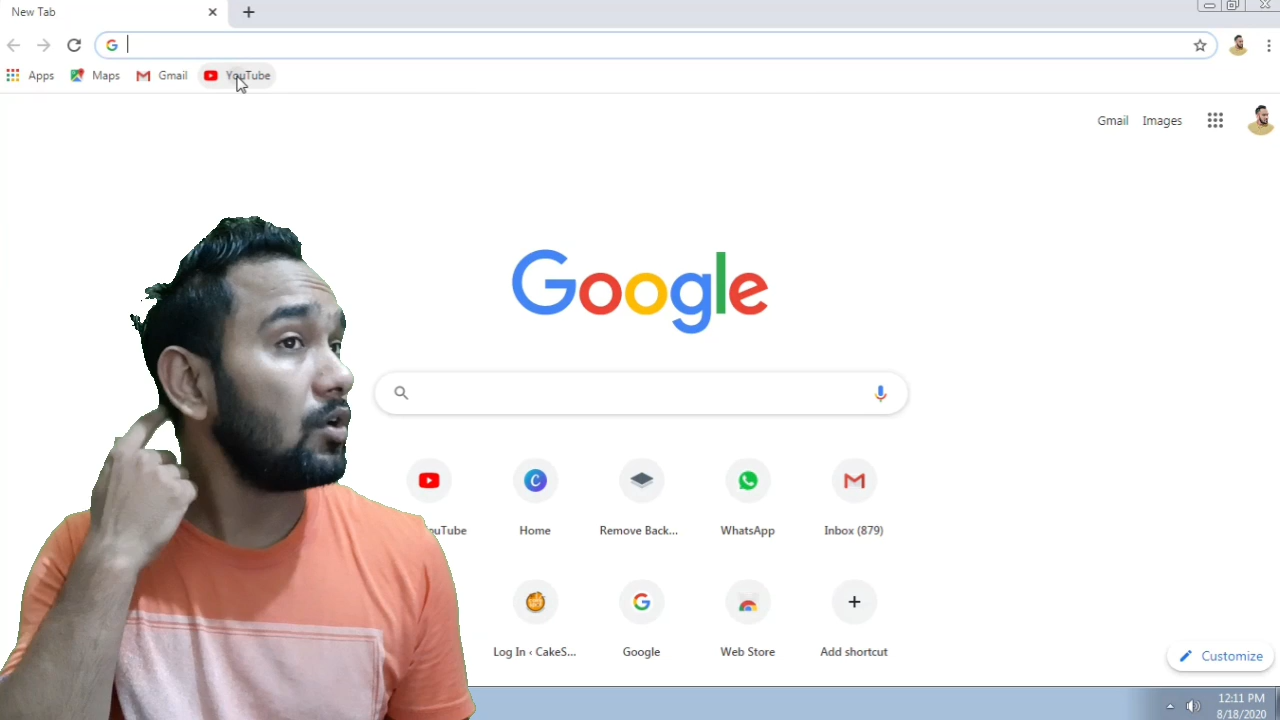 New Tab
Apps Maps Gmail YouTube
Gmail Images
Google
YouTube Home Remove Back... WhatsApp Inbox (879)
Log In ‹ CakeS... Google Web Store Add shortcut
Customize
12:11 PM
8/18/2020